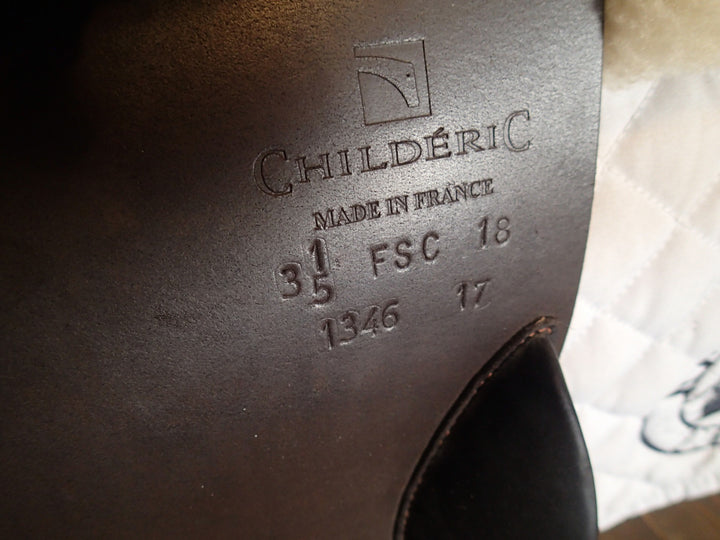 CHILDÉRIC
MADE IN FRANCE
3 1/5 FSC 18
1346 17